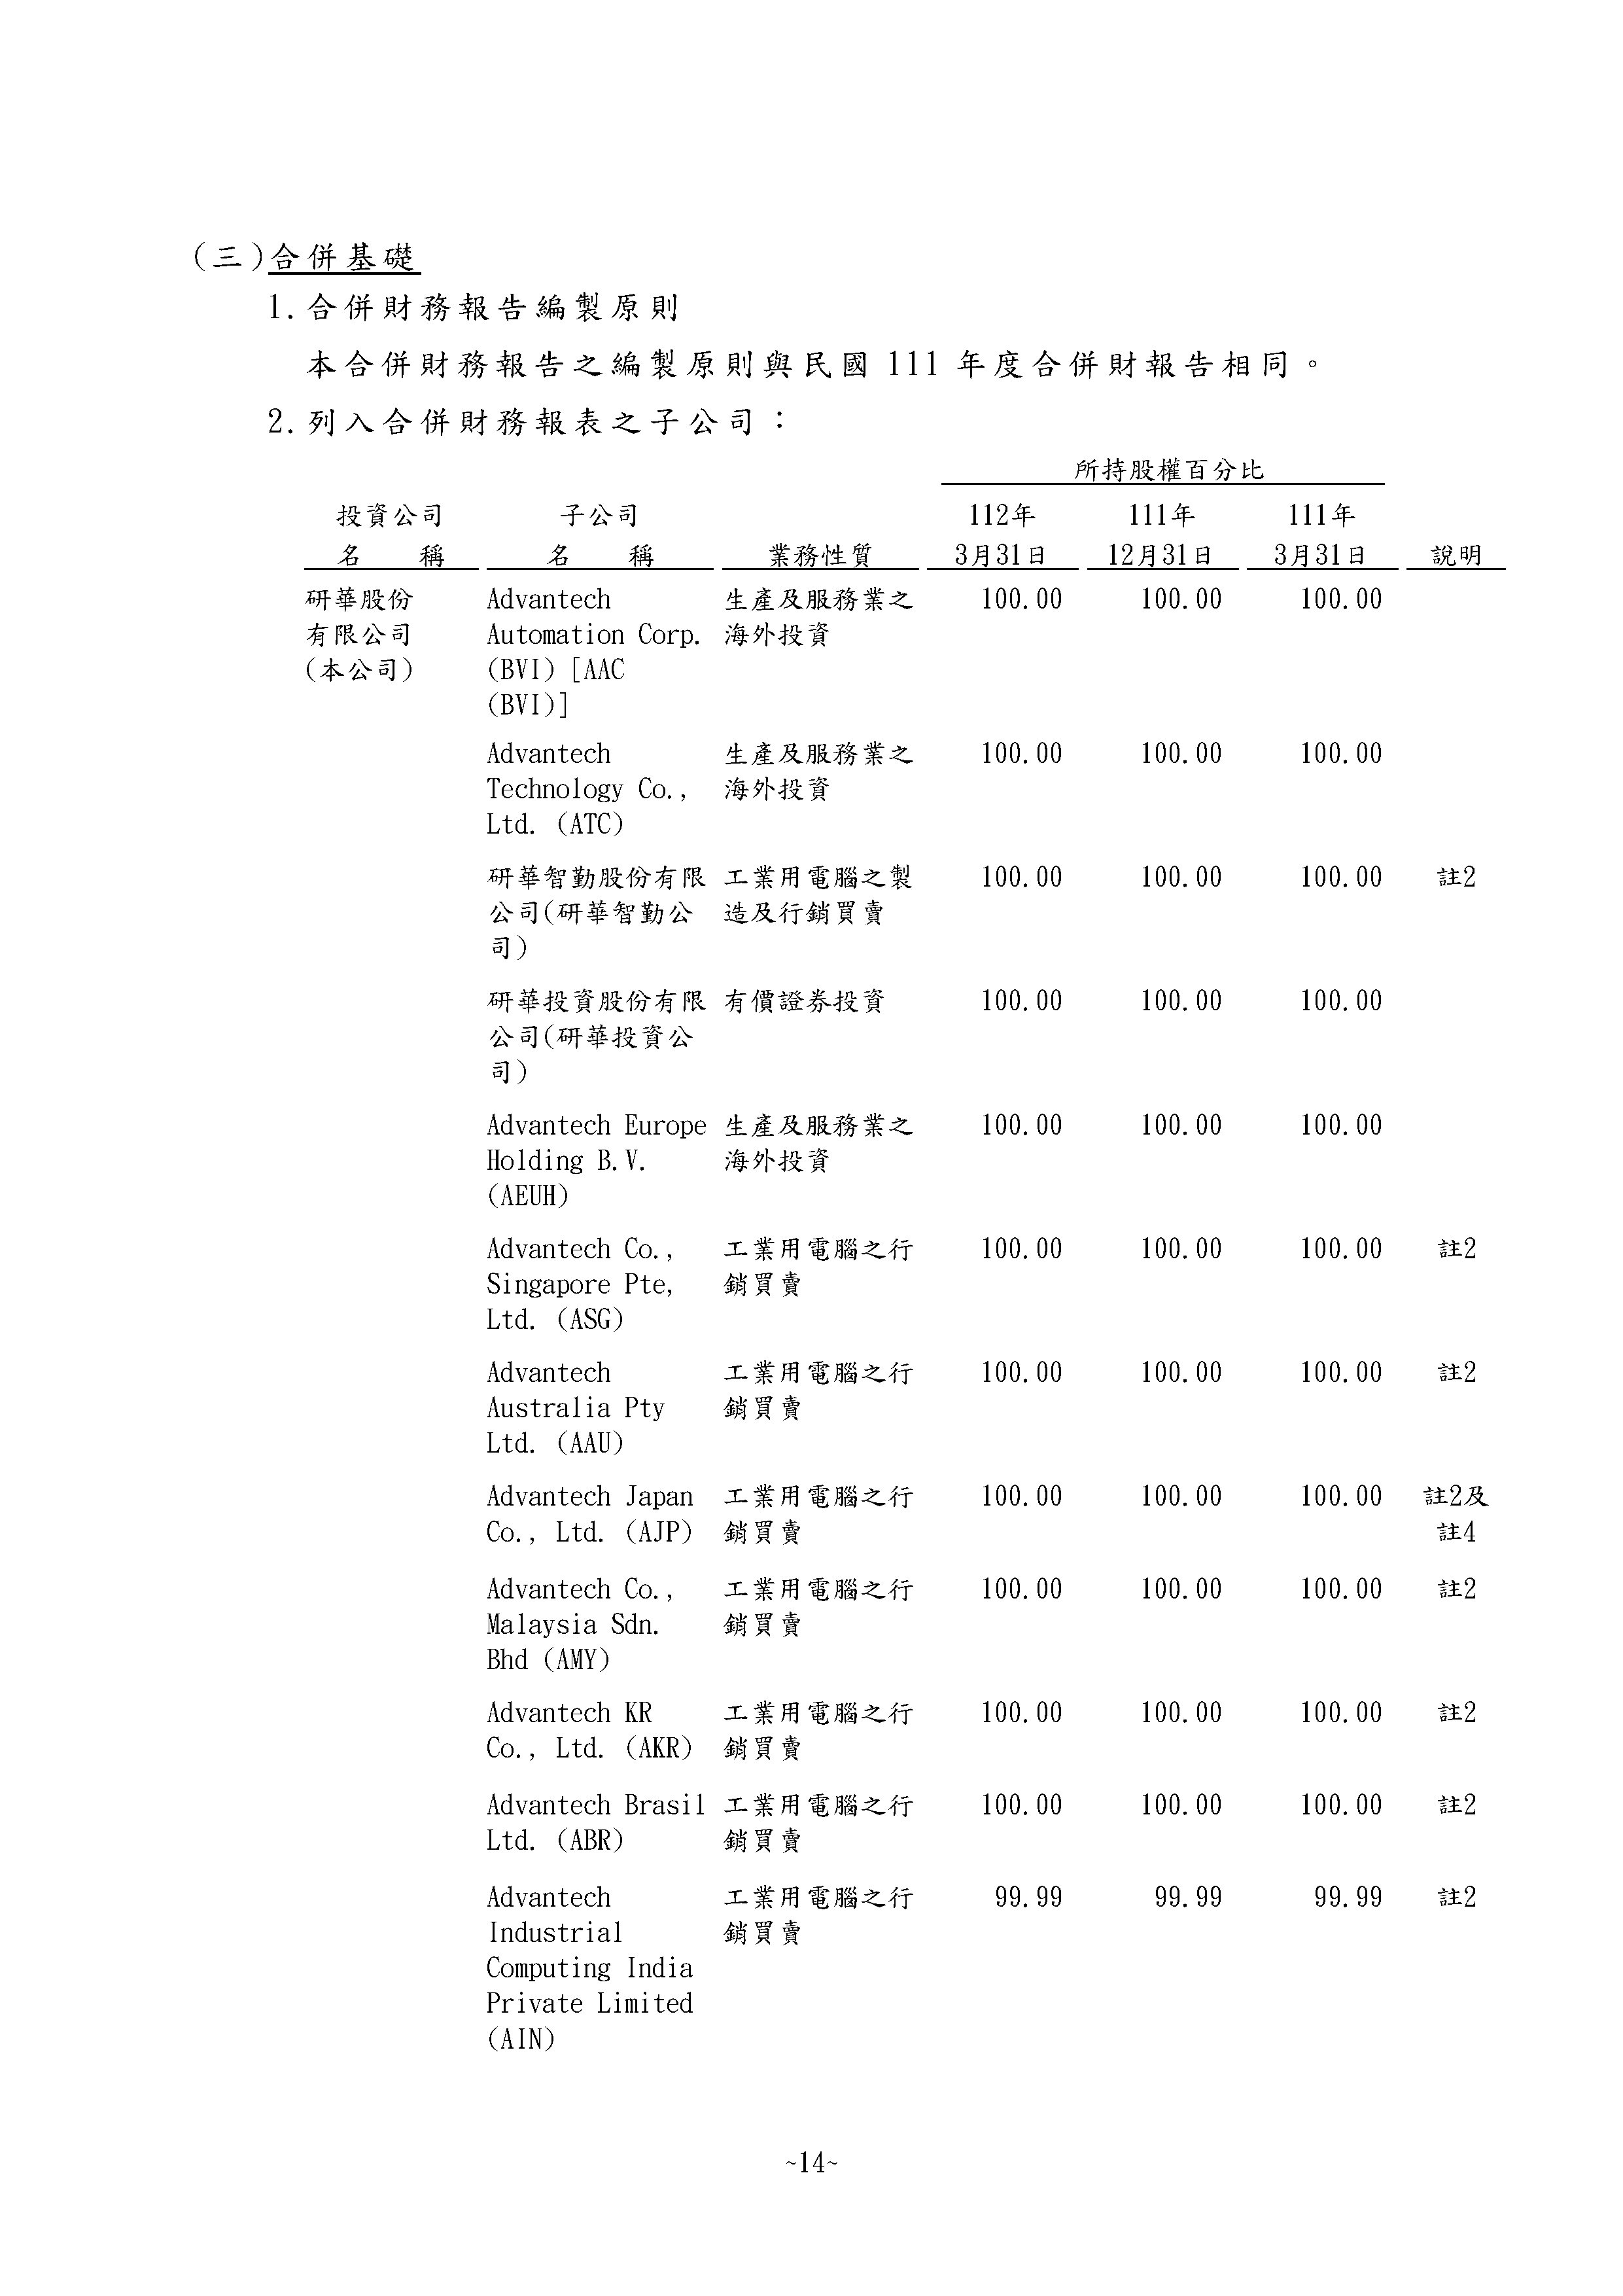 (三)合併基礎
1.合併財務報告編製原則
本合併財務報告之編製原則與民國 111 年度合併財報告相同。
2.列入合併財務報表之子公司：
所持股權百分比
投資公司 子公司 112年 111年 111年
名 稱 名 稱 業務性質 3月31日 12月31日 3月31日 說明
研華股份 Advantech 生產及服務業之 100.00 100.00 100.00
有限公司 Automation Corp. 海外投資
(本公司) (BVI) [AAC
(BVI)]
Advantech 生產及服務業之 100.00 100.00 100.00
Technology Co., 海外投資
Ltd. (ATC)
研華智勤股份有限 工業用電腦之製 100.00 100.00 100.00 註2
公司(研華智勤公 造及行銷買賣
司)
研華投資股份有限 有價證券投資 100.00 100.00 100.00
公司(研華投資公
司)
Advantech Europe 生產及服務業之 100.00 100.00 100.00
Holding B.V. 海外投資
(AEUH)
Advantech Co., 工業用電腦之行 100.00 100.00 100.00 註2
Singapore Pte, 銷買賣
Ltd. (ASG)
Advantech 工業用電腦之行 100.00 100.00 100.00 註2
Australia Pty 銷買賣
Ltd. (AAU)
Advantech Japan 工業用電腦之行 100.00 100.00 100.00 註2及
Co., Ltd. (AJP) 銷買賣 註4
Advantech Co., 工業用電腦之行 100.00 100.00 100.00 註2
Malaysia Sdn. 銷買賣
Bhd (AMY)
Advantech KR 工業用電腦之行 100.00 100.00 100.00 註2
Co., Ltd. (AKR) 銷買賣
Advantech Brasil 工業用電腦之行 100.00 100.00 100.00 註2
Ltd. (ABR) 銷買賣
Advantech 工業用電腦之行 99.99 99.99 99.99 註2
Industrial 銷買賣
Computing India
Private Limited
(AIN)
~14~